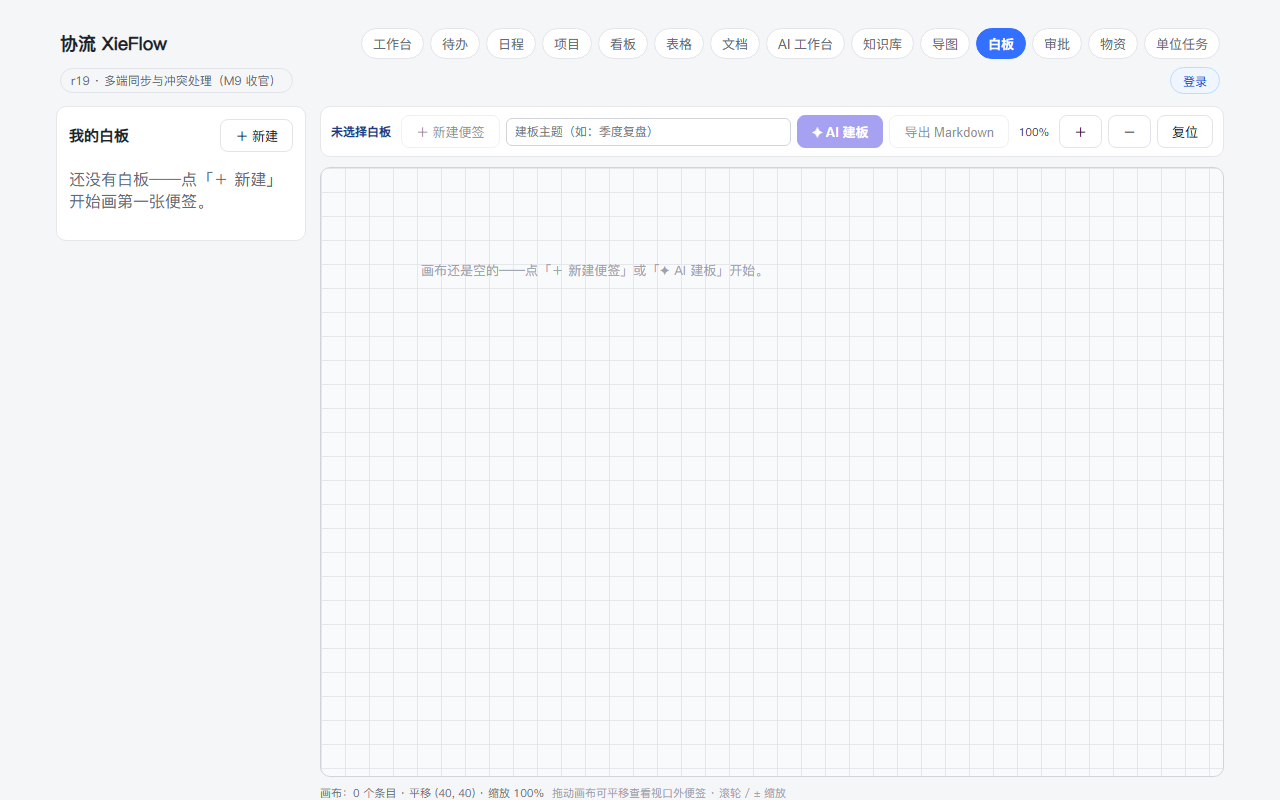 协流 XieFlow
工作台 待办 日程 项目 看板 表格 文档 AI 工作台 知识库 导图 白板 审批 物资 单位任务
r19 · 多端同步与冲突处理（M9 收官）
登录
我的白板
＋ 新建
还没有白板——点「＋ 新建」
开始画第一张便签。
未选择白板 ＋ 新建便签 建板主题（如：季度复盘） ✦ AI 建板 导出 Markdown 100% ＋ － 复位
画布还是空的——点「＋ 新建便签」或「✦ AI 建板」开始。
画布：0 个条目 · 平移 (40, 40) · 缩放 100% 拖动画布可平移查看视口外便签 · 滚轮 / ± 缩放